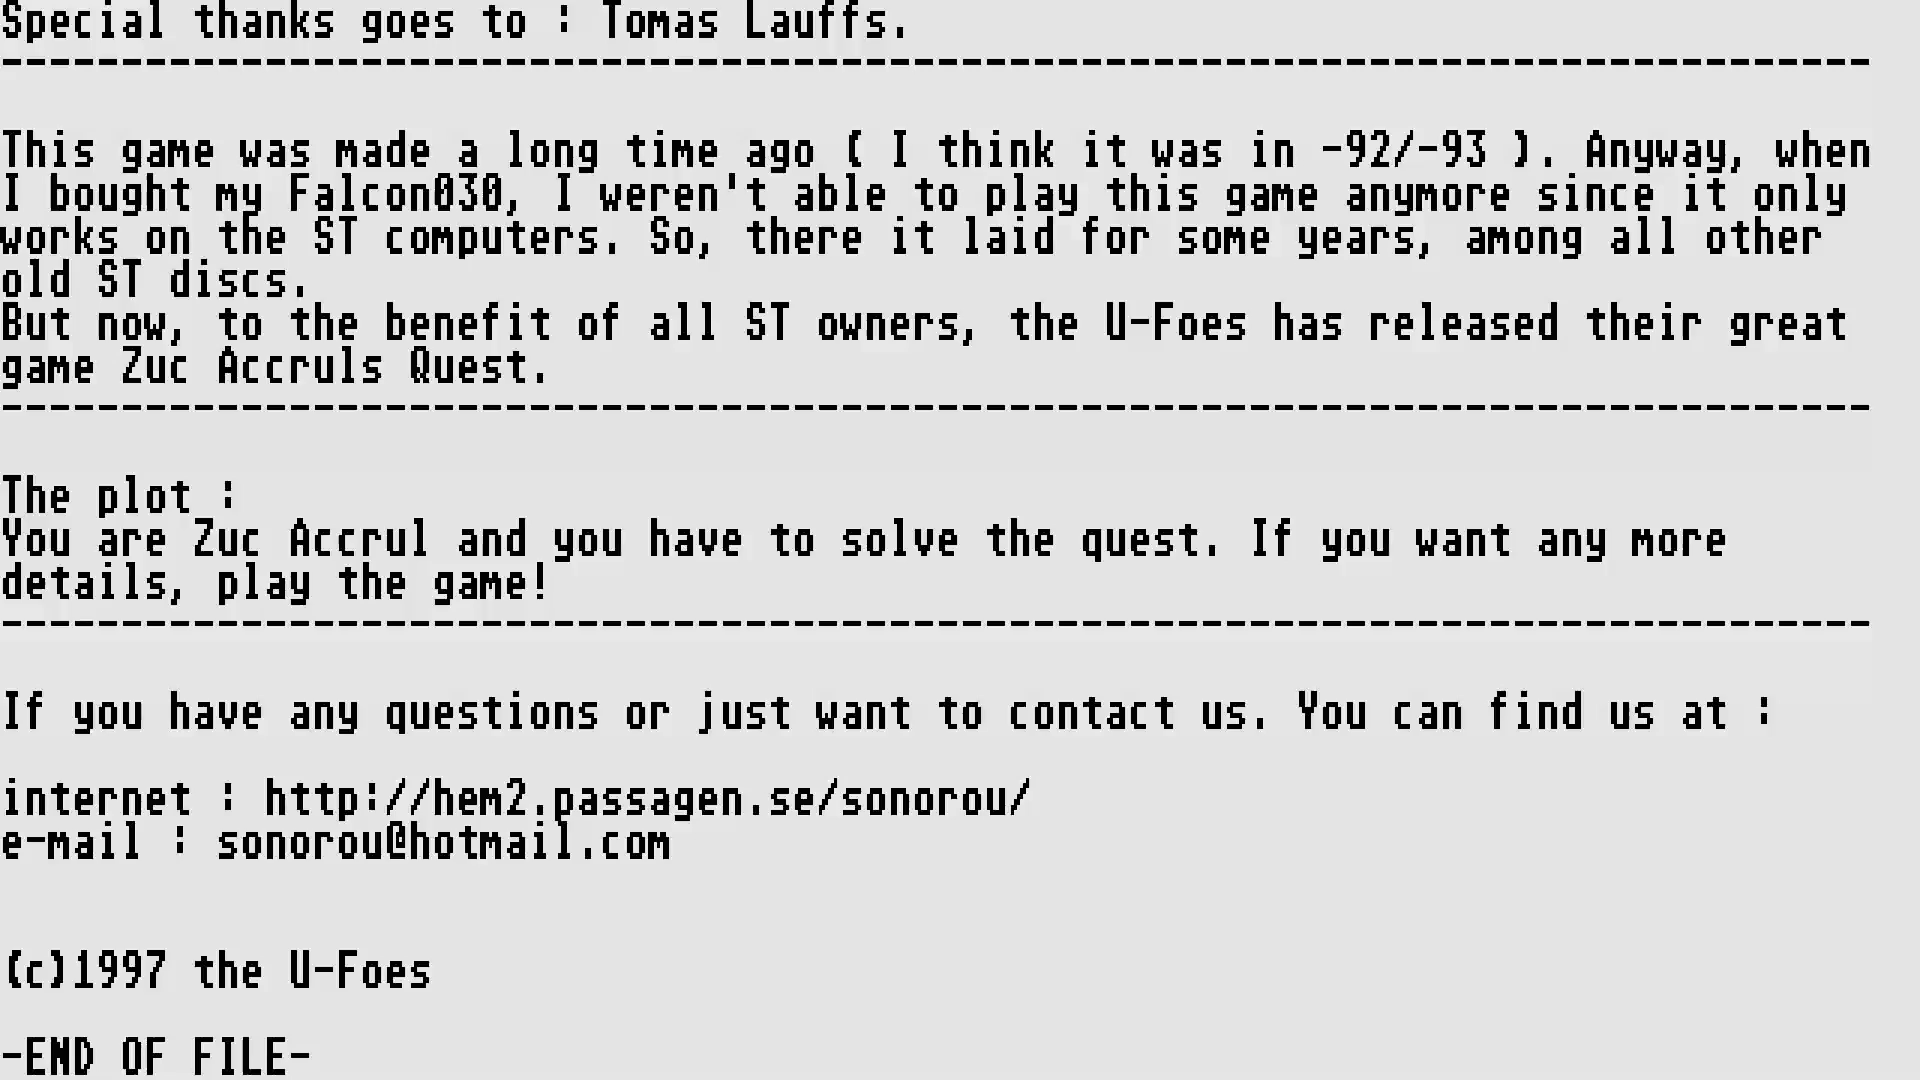 Special thanks goes to : Tomas Lauffs.
------------------------------------------------------------------------------
This game was made a long time ago ( I think it was in -92/-93 ). Anyway, when
I bought my Falcon030, I weren't able to play this game anymore since it only
works on the ST computers. So, there it laid for some years, among all other
old ST discs.
But now, to the benefit of all ST owners, the U-Foes has released their great
game Zuc Accruls Quest.
------------------------------------------------------------------------------
The plot :
You are Zuc Accrul and you have to solve the quest. If you want any more
details, play the game!
------------------------------------------------------------------------------
If you have any questions or just want to contact us. You can find us at :
internet : http://hem2.passagen.se/sonorou/
e-mail : sonorou@hotmail.com
(c)1997 the U-Foes
-END OF FILE-